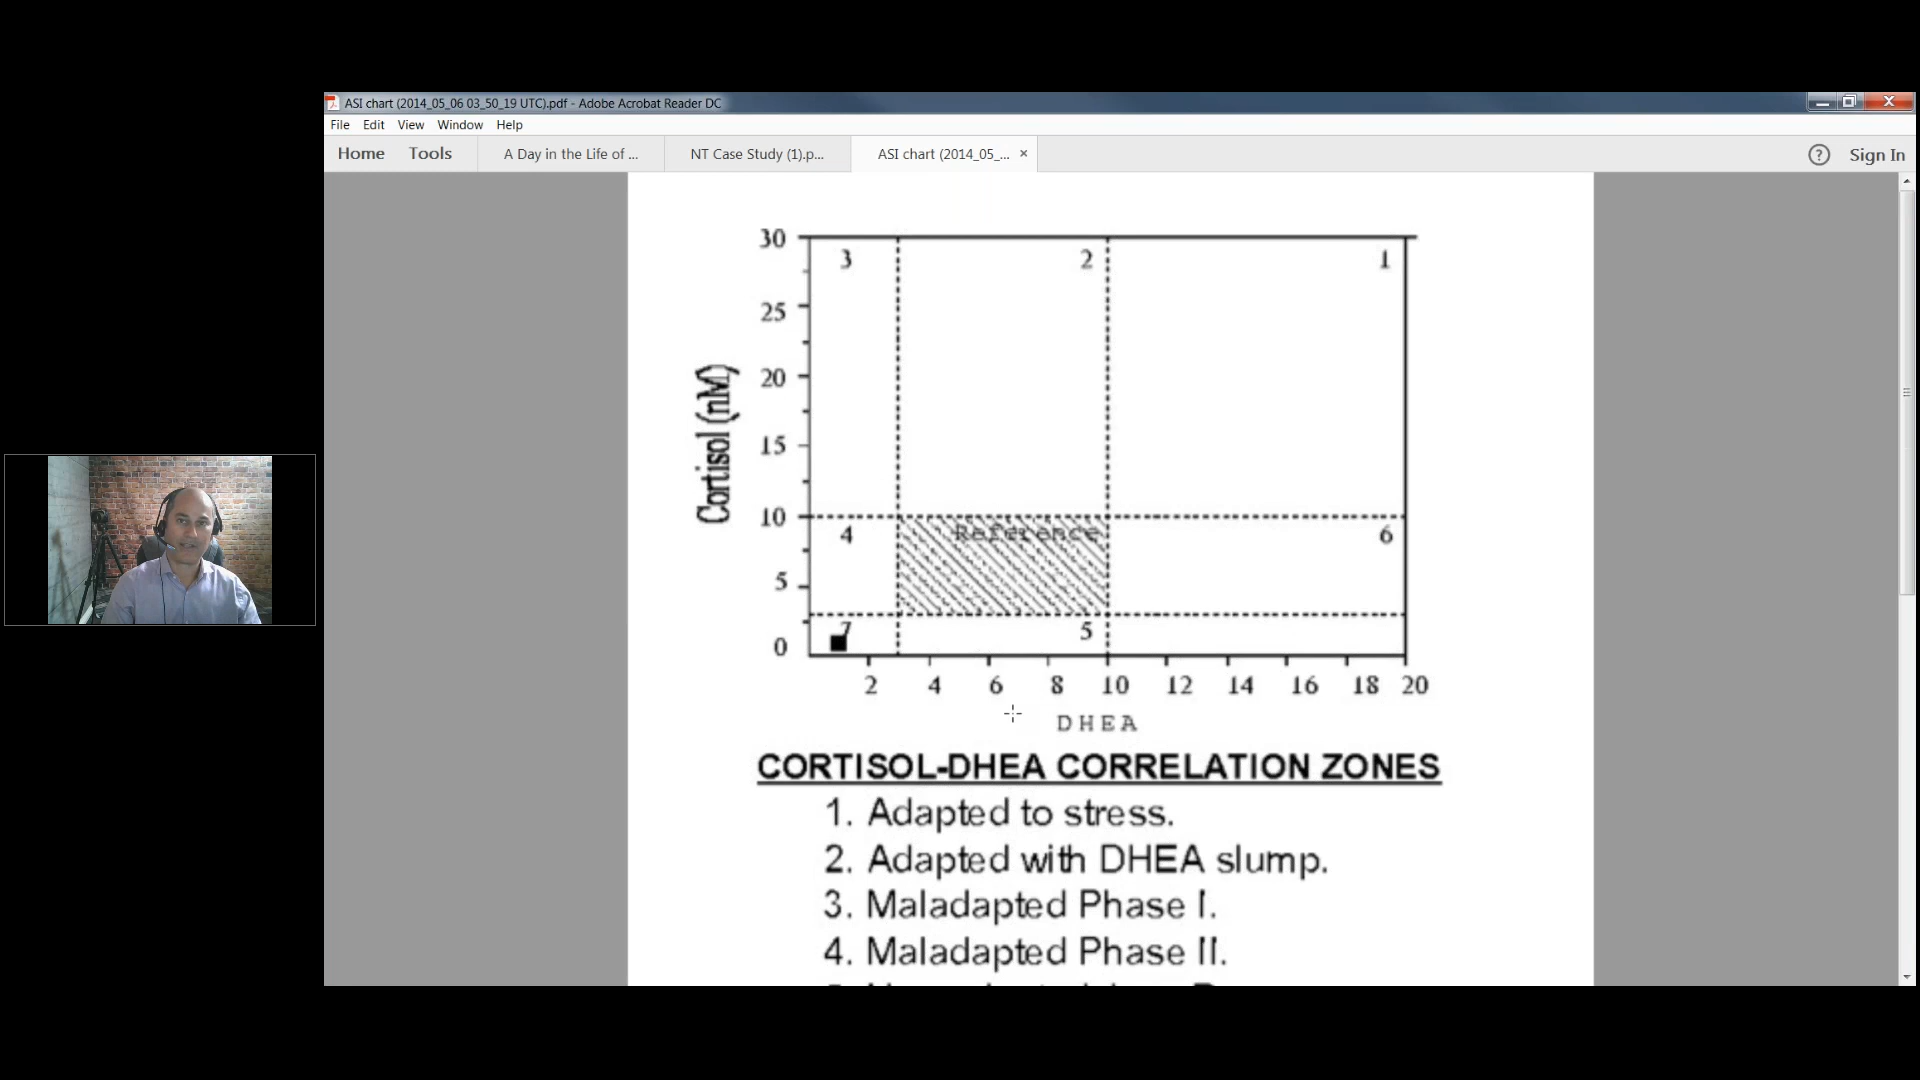 ASI chart (2014_05_06 03_50_19 UTC).pdf - Adobe Acrobat Reader DC
File Edit View Window Help
Home Tools A Day in the Life of ... NT Case Study (1).p... ASI chart (2014_05_... × ? Sign In
30 3 2 1
25
20
Cortisol (nM)
15
10 4 Reference 6
5
7 5
0
2 4 6 8 10 12 14 16 18 20
DHEA
CORTISOL-DHEA CORRELATION ZONES
1. Adapted to stress.
2. Adapted with DHEA slump.
3. Maladapted Phase I.
4. Maladapted Phase II.